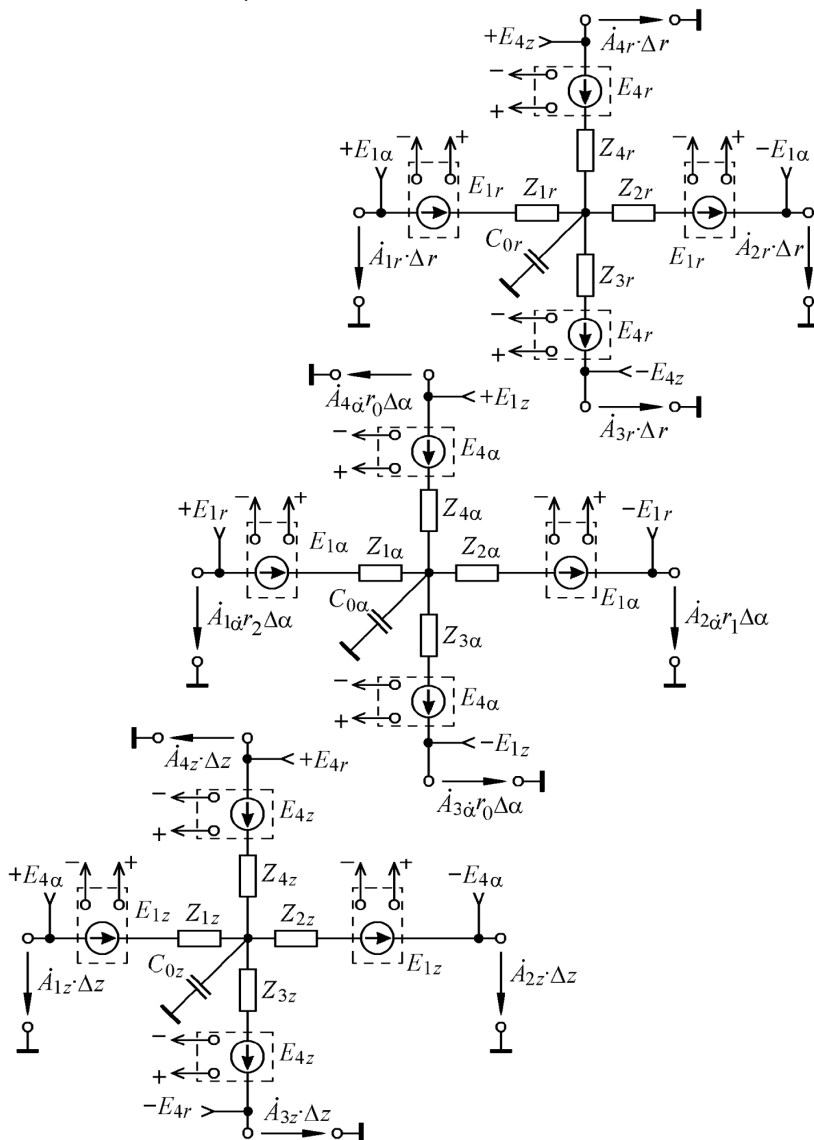 +E4z
Ȧ4r·Δr
−
+
E4r
Z4r
+E1α
−
+
E1r
Z1r
Z2r
−
+
−E1α
C0r
Ȧ1r·Δr
E1r
Ȧ2r·Δr
Z3r
−
+
E4r
−E4z
Ȧ3r·Δr
Ȧ4α·r0Δα
+E1z
−
+
E4α
Z4α
+E1r
−
+
E1α
Z1α
Z2α
−
+
−E1r
C0α
Ȧ1α·r2Δα
E1α
Ȧ2α·r1Δα
Z3α
−
+
E4α
−E1z
Ȧ3α·r0Δα
Ȧ4z·Δz
+E4r
−
+
E4z
Z4z
+E4α
−
+
E1z
Z1z
Z2z
−
+
−E4α
C0z
Ȧ1z·Δz
E1z
Ȧ2z·Δz
Z3z
−
+
E4z
−E4r
Ȧ3z·Δz